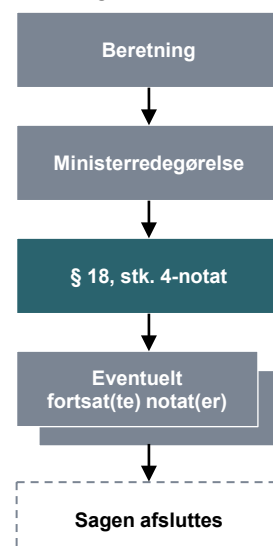 Beretning
Ministerredegørelse
§ 18, stk. 4-notat
Eventuelt
fortsat(te) notat(er)
Sagen afsluttes